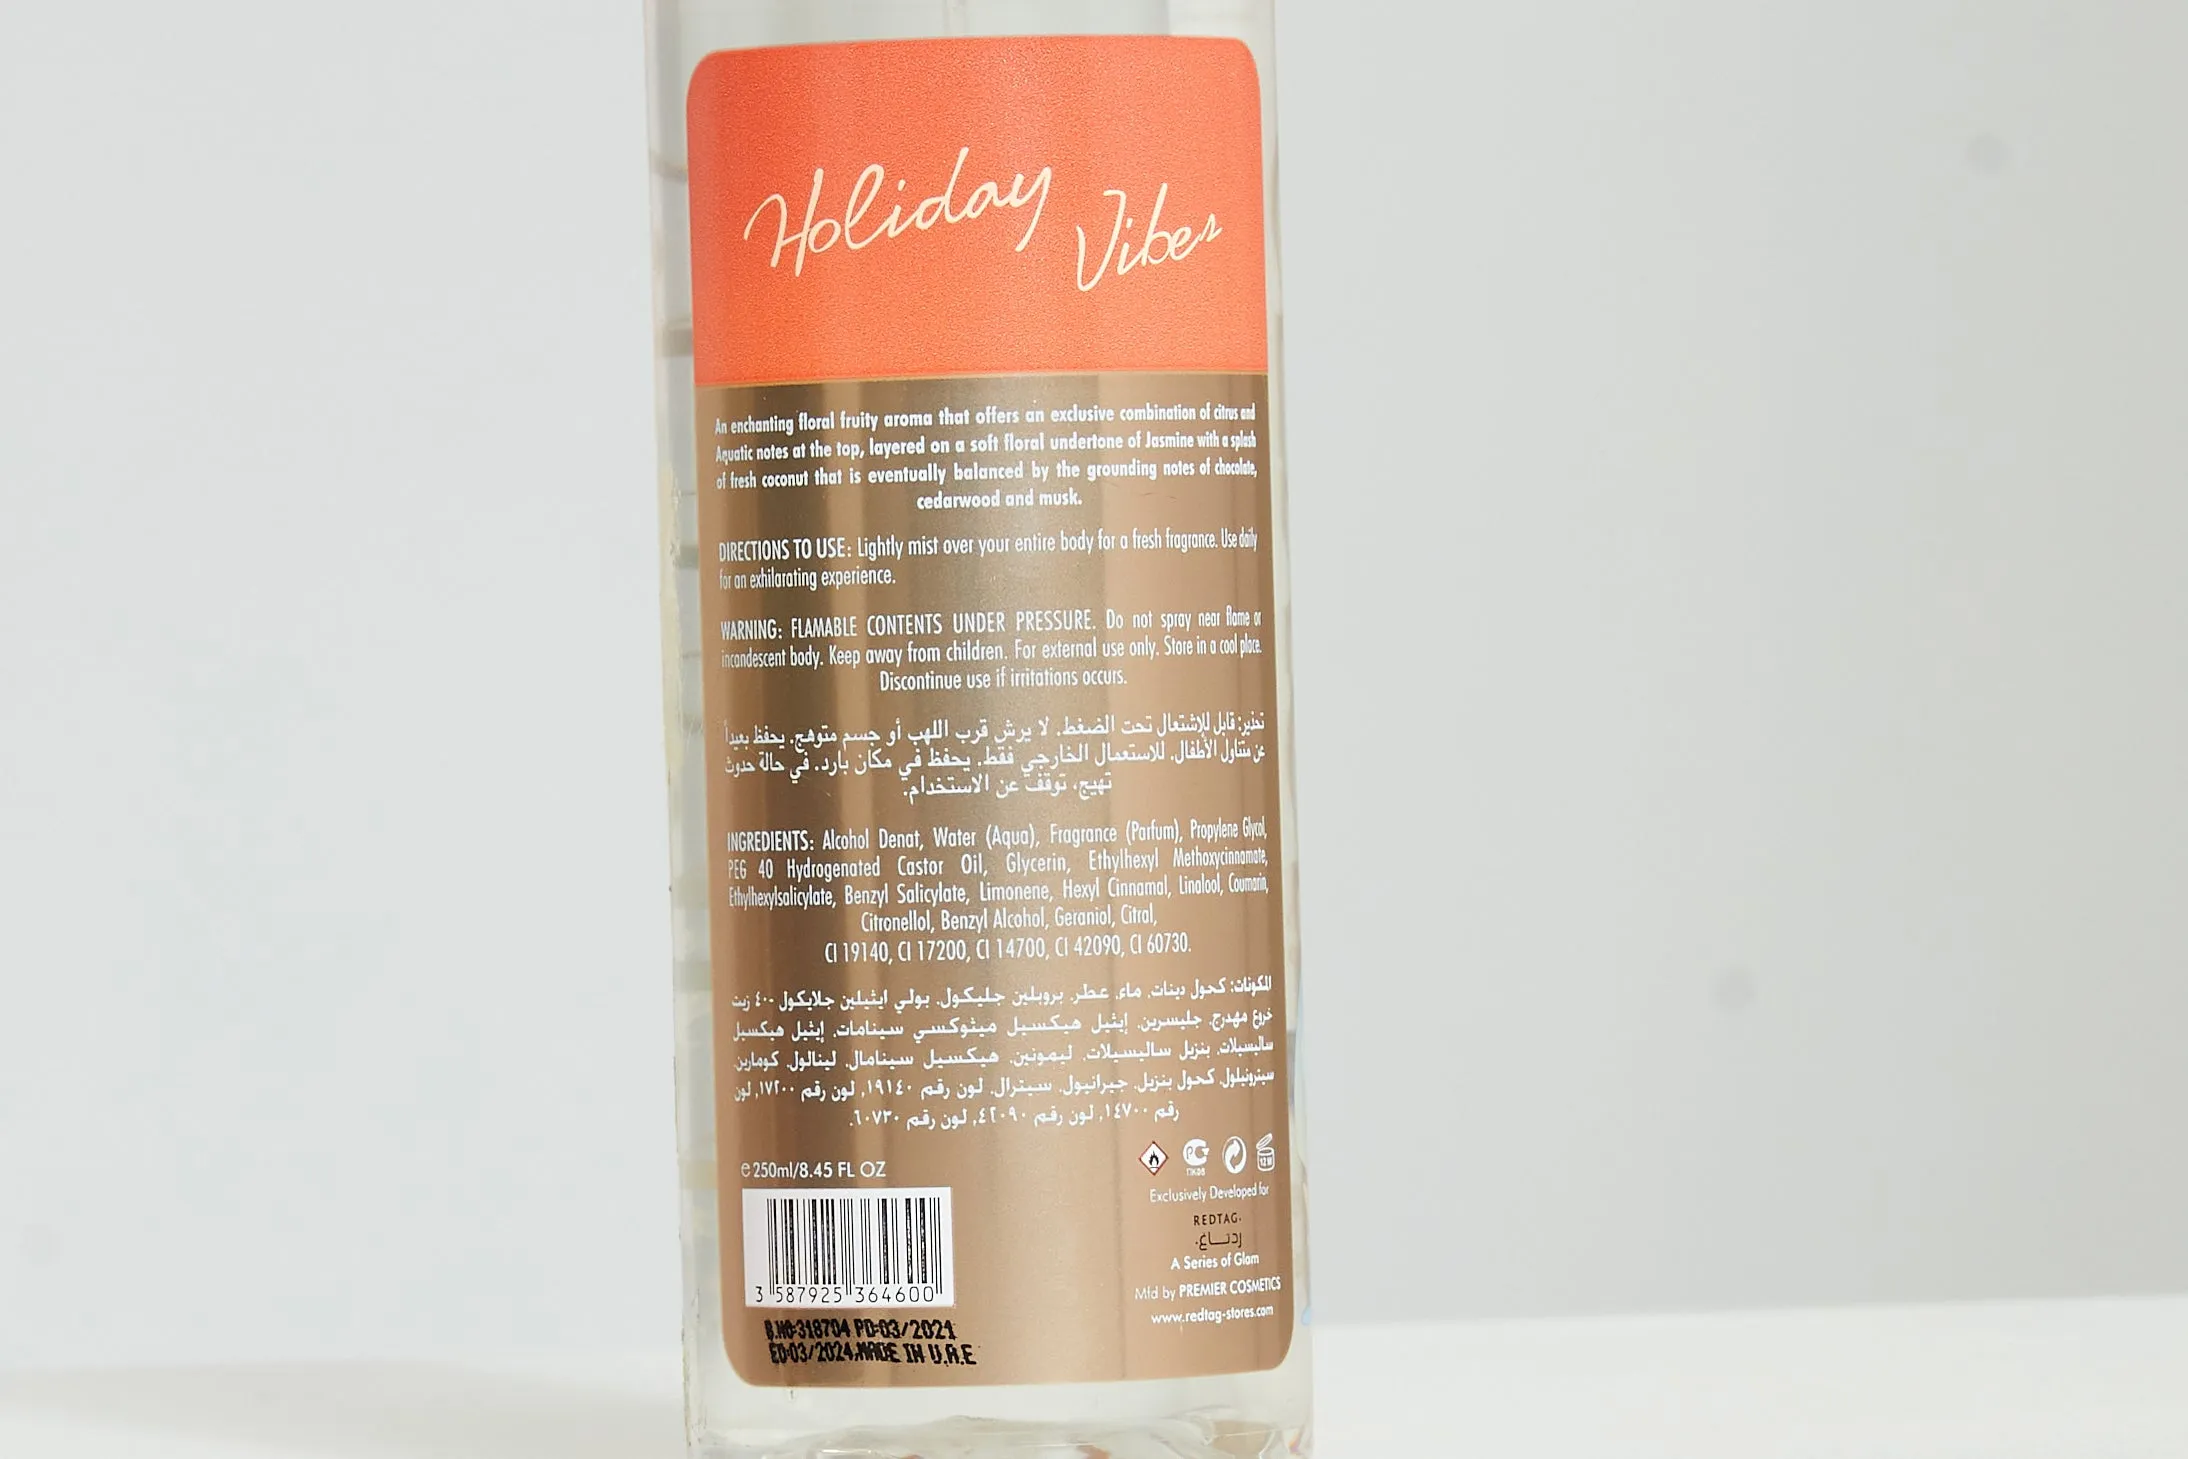 Holiday Vibes
An enchanting floral fruity aroma that offers an exclusive combination of citrus and
Aquatic notes at the top, layered on a soft floral undertone of Jasmine with a splash
of fresh coconut that is eventually balanced by the grounding notes of chocolate,
cedarwood and musk.
DIRECTIONS TO USE: Lightly mist over your entire body for a fresh fragrance. Use daily
for an exhilarating experience.
WARNING: FLAMABLE CONTENTS UNDER PRESSURE. Do not spray near flame or
incandescent body. Keep away from children. For external use only. Store in a cool place.
Discontinue use if irritations occurs.
تحذير: قابل للإشتعال تحت الضغط. لا يرش قرب اللهب أو جسم متوهج. يحفظ بعيداً
عن متناول الأطفال. للاستعمال الخارجي فقط. يحفظ في مكان بارد. في حالة حدوث
تهيج، توقف عن الاستخدام.
INGREDIENTS: Alcohol Denat, Water (Aqua), Fragrance (Parfum), Propylene Glycol,
PEG 40 Hydrogenated Castor Oil, Glycerin, Ethylhexyl Methoxycinnamate,
Ethylhexylsalicylate, Benzyl Salicylate, Limonene, Hexyl Cinnamal, Linalool, Coumarin,
Citronellol, Benzyl Alcohol, Geraniol, Citral,
CI 19140, CI 17200, CI 14700, CI 42090, CI 60730.
المكونات: كحول دينات. ماء. عطر. بروبلين جليكول. بولي ايثيلين جلايكول -٤٠ زيت
خروع مهدرج. جليسرين. إيثيل هيكسيل ميثوكسي سينامات. إيثيل هيكسيل
ساليسيلات. بنزيل ساليسيلات. ليمونين. هيكسيل سينامال. لينالول. كومارين.
سيترونيلول. كحول بنزيل. جيرانيول. سيترال. لون رقم ١٩١٤٠, لون رقم ١٧٢٠٠, لون
رقم ١٤٧٠٠, لون رقم ٤٢٠٩٠, لون رقم ٦٠٧٣٠.
℮ 250ml/8.45 FL OZ
12M
Exclusively Developed for
REDTAG·
ردتاغ·
A Series of Glam
Mfd by PREMIER COSMETICS
www.redtag-stores.com
3 587925 364600
B.NO:318704 PD:03/2021
ED:03/2024.MADE IN U.A.E